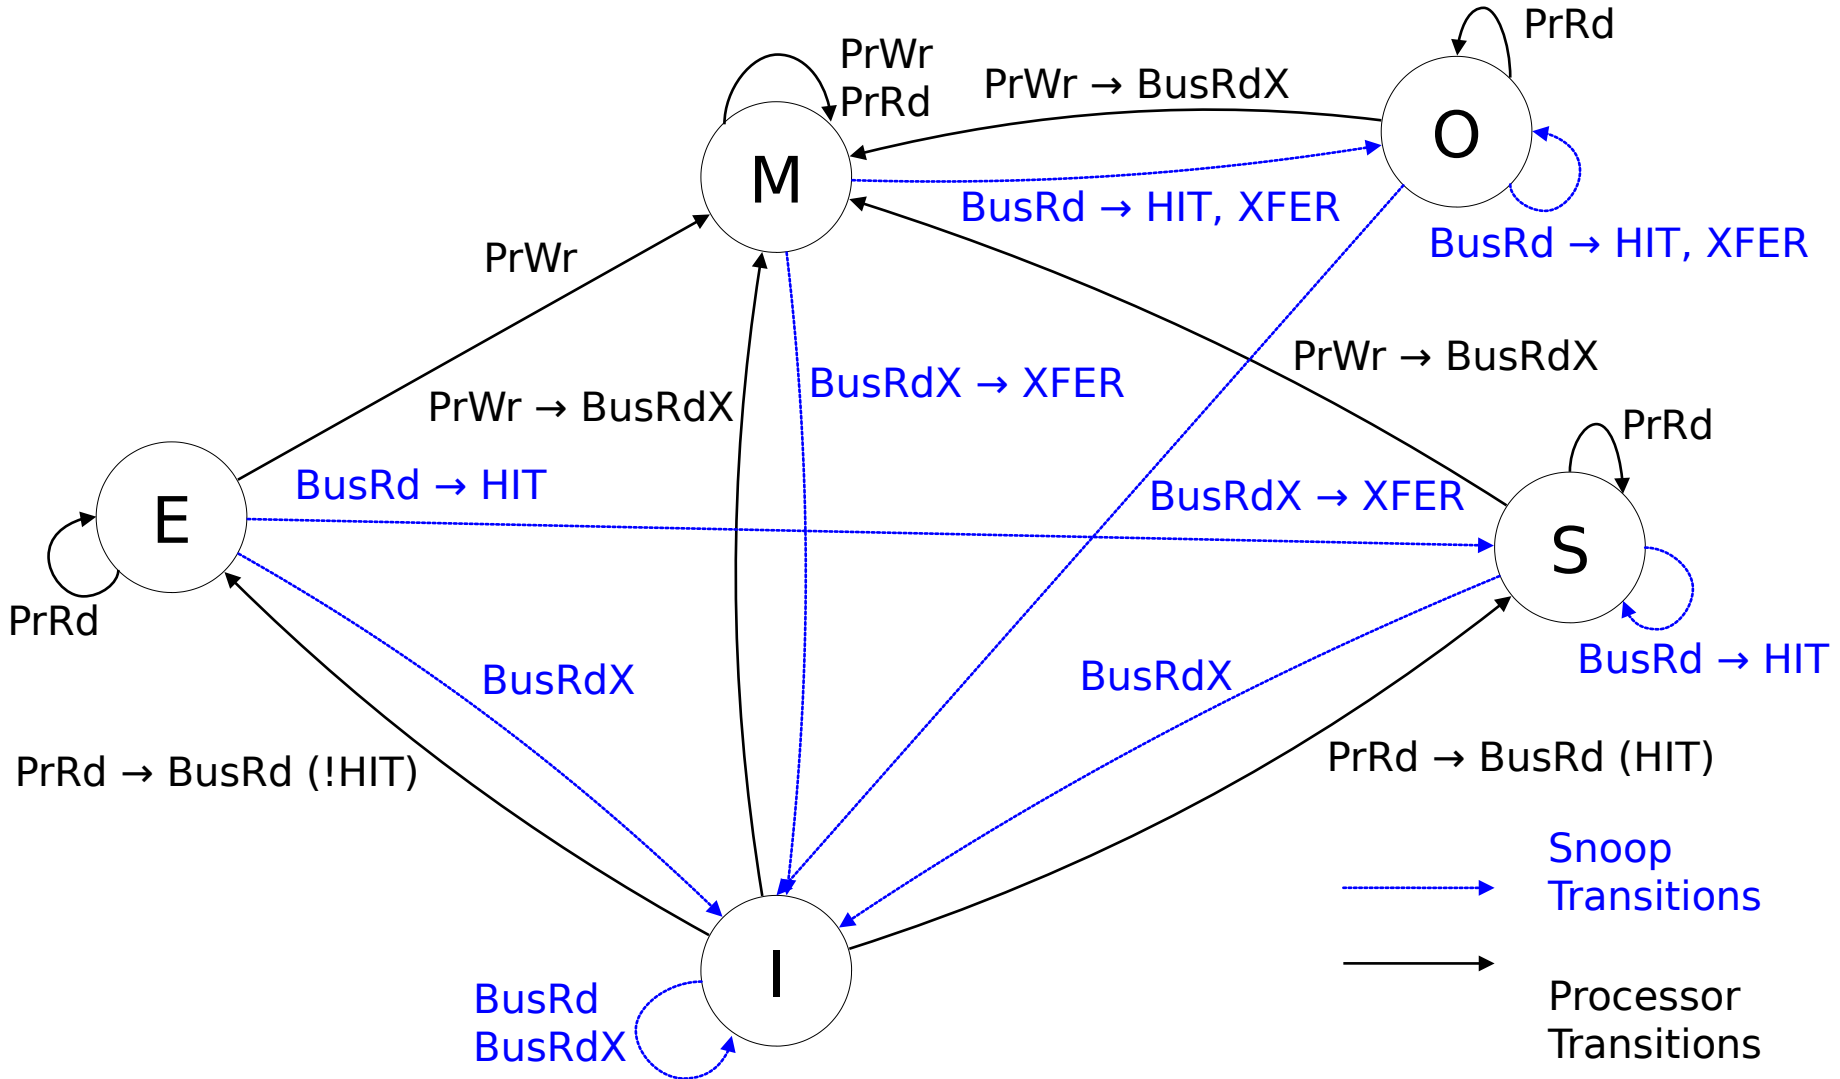 PrRd
PrWr
PrRd
PrWr → BusRdX
O
M
BusRd → HIT, XFER
BusRd → HIT, XFER
PrWr
PrWr → BusRdX
BusRdX → XFER
PrWr → BusRdX
PrRd
BusRd → HIT
BusRdX → XFER
E
S
PrRd
BusRdX
BusRdX
BusRd → HIT
PrRd → BusRd (!HIT)
PrRd → BusRd (HIT)
Snoop
Transitions
I
BusRd
BusRdX
Processor
Transitions